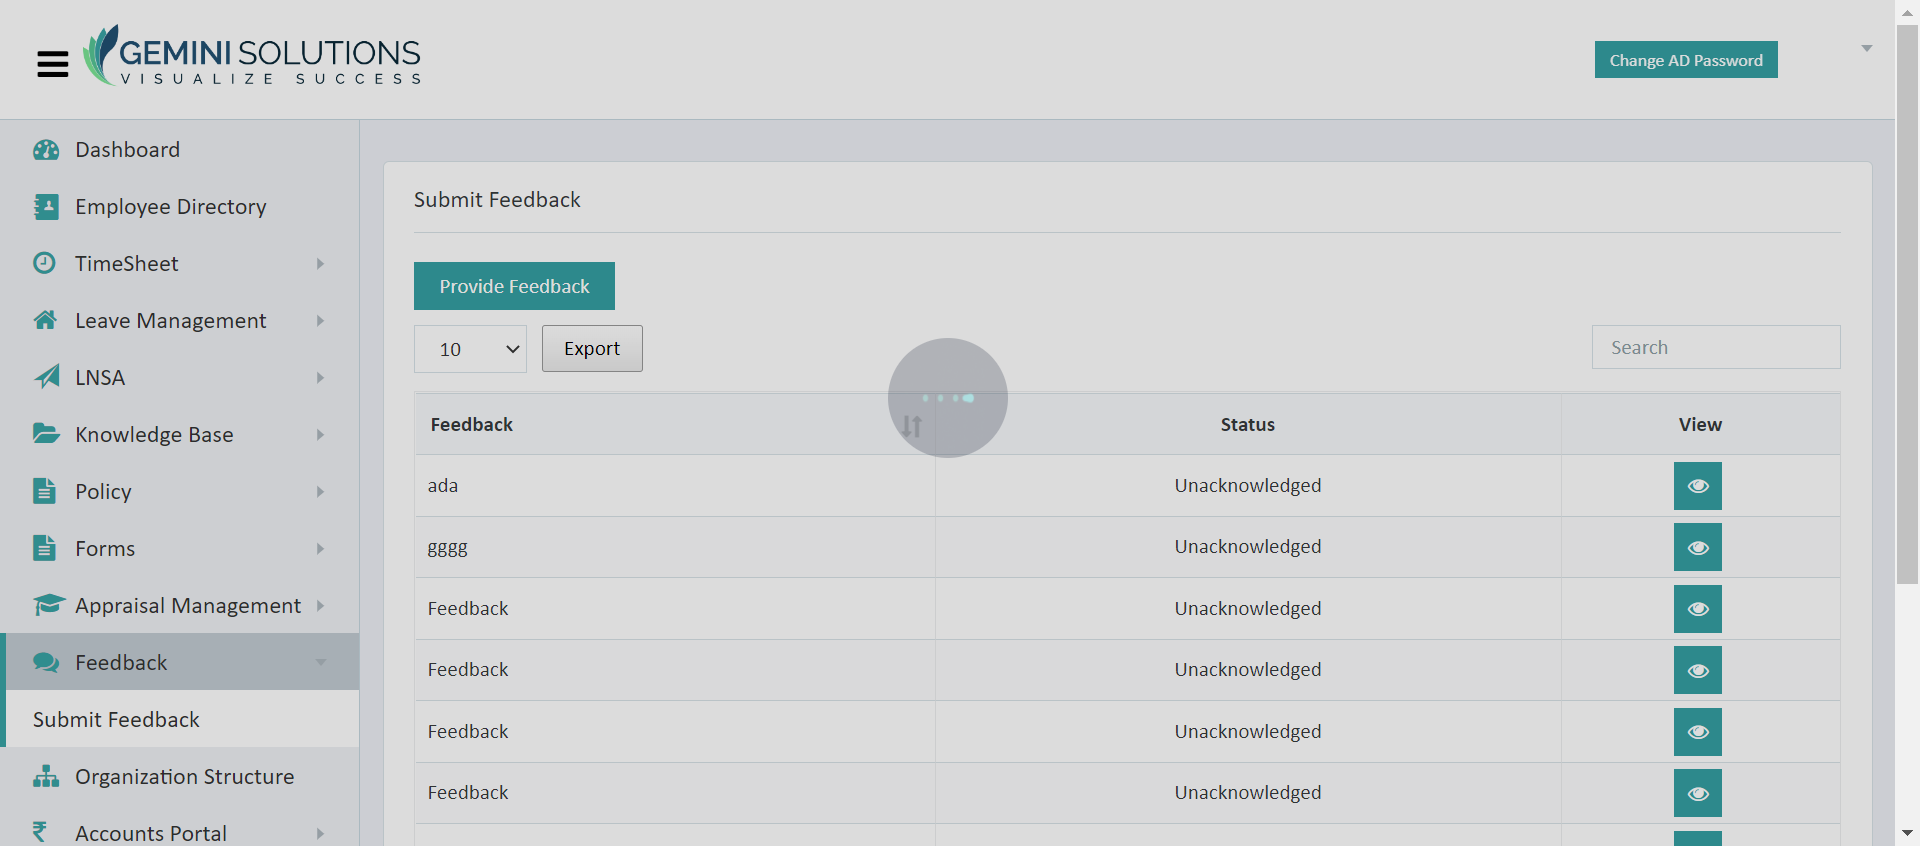 GEMINI SOLUTIONS
VISUALIZE SUCCESS
Change AD Password
Dashboard
Employee Directory
TimeSheet
Leave Management
LNSA
Knowledge Base
Policy
Forms
Appraisal Management
Feedback
Submit Feedback
Organization Structure
Accounts Portal
Submit Feedback
Provide Feedback
10 Export Search
Feedback Status View
ada Unacknowledged
gggg Unacknowledged
Feedback Unacknowledged
Feedback Unacknowledged
Feedback Unacknowledged
Feedback Unacknowledged